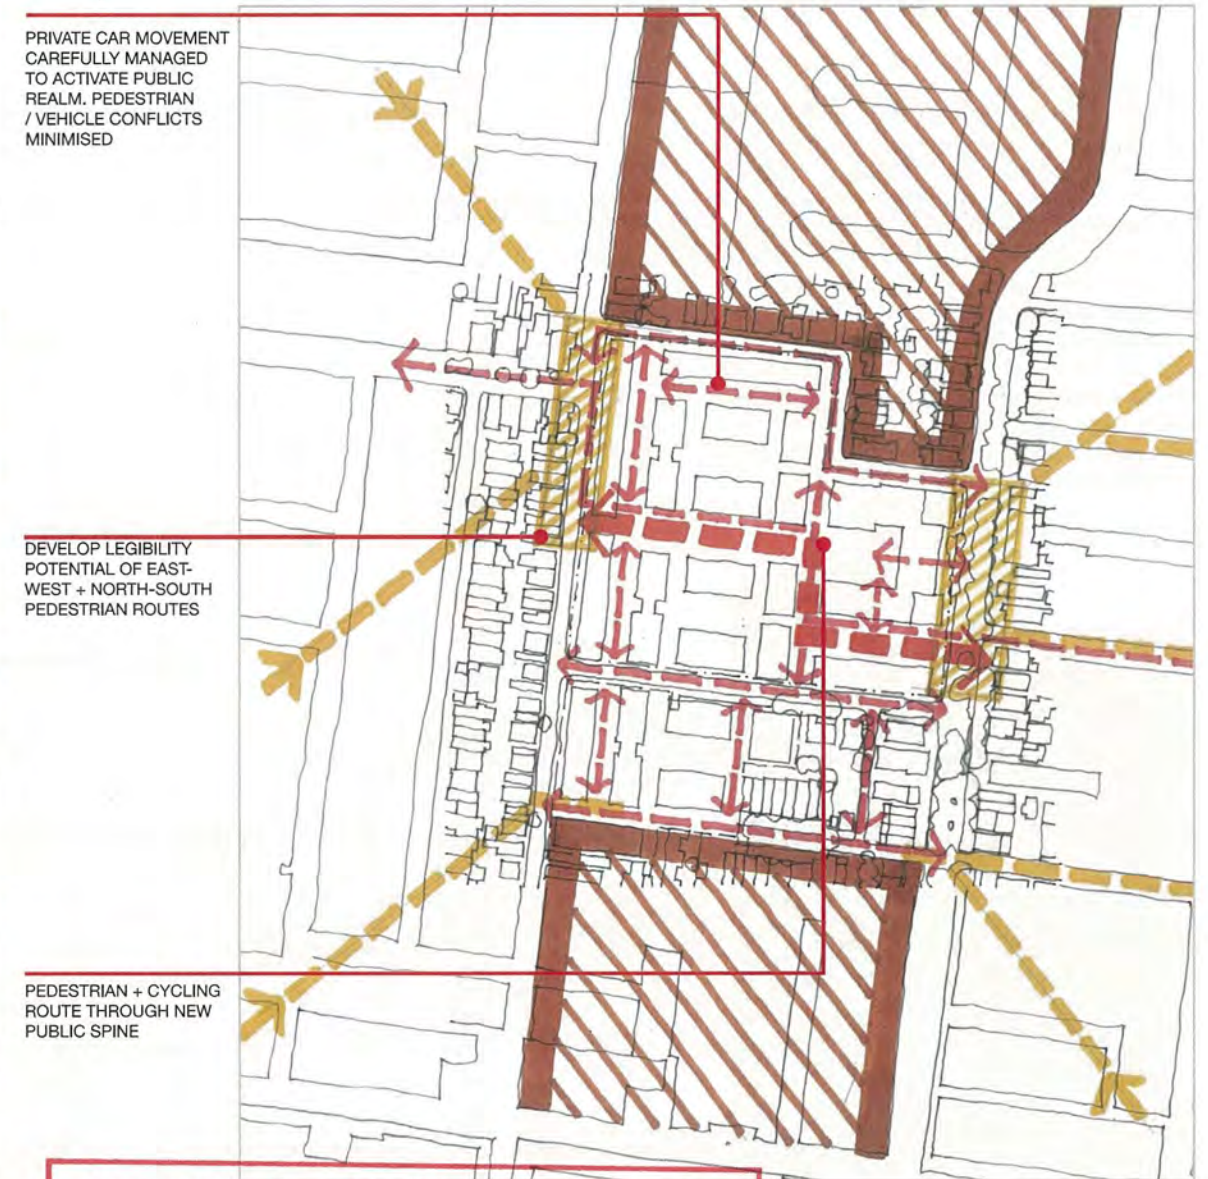 PRIVATE CAR MOVEMENT
CAREFULLY MANAGED
TO ACTIVATE PUBLIC
REALM. PEDESTRIAN
/ VEHICLE CONFLICTS
MINIMISED
DEVELOP LEGIBILITY
POTENTIAL OF EAST-
WEST + NORTH-SOUTH
PEDESTRIAN ROUTES
PEDESTRIAN + CYCLING
ROUTE THROUGH NEW
PUBLIC SPINE